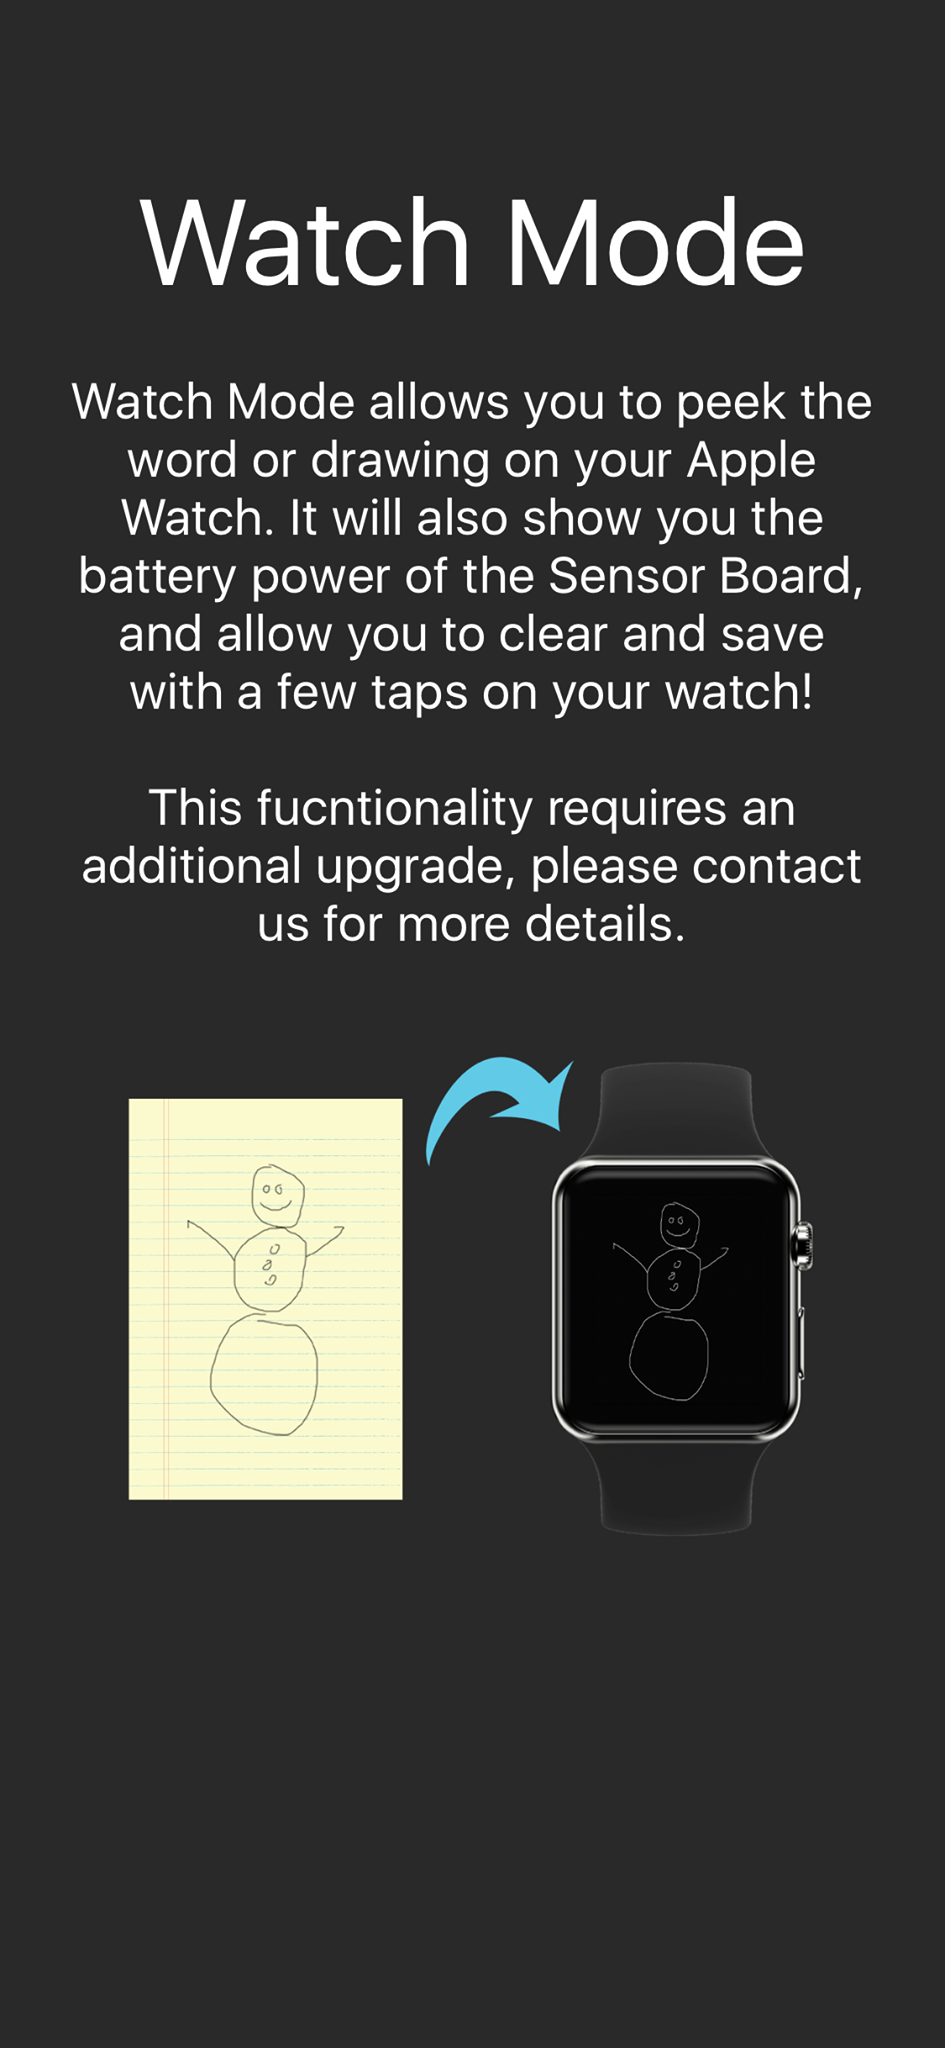 Watch Mode
Watch Mode allows you to peek the
word or drawing on your Apple
Watch. It will also show you the
battery power of the Sensor Board,
and allow you to clear and save
with a few taps on your watch!
This fucntionality requires an
additional upgrade, please contact
us for more details.